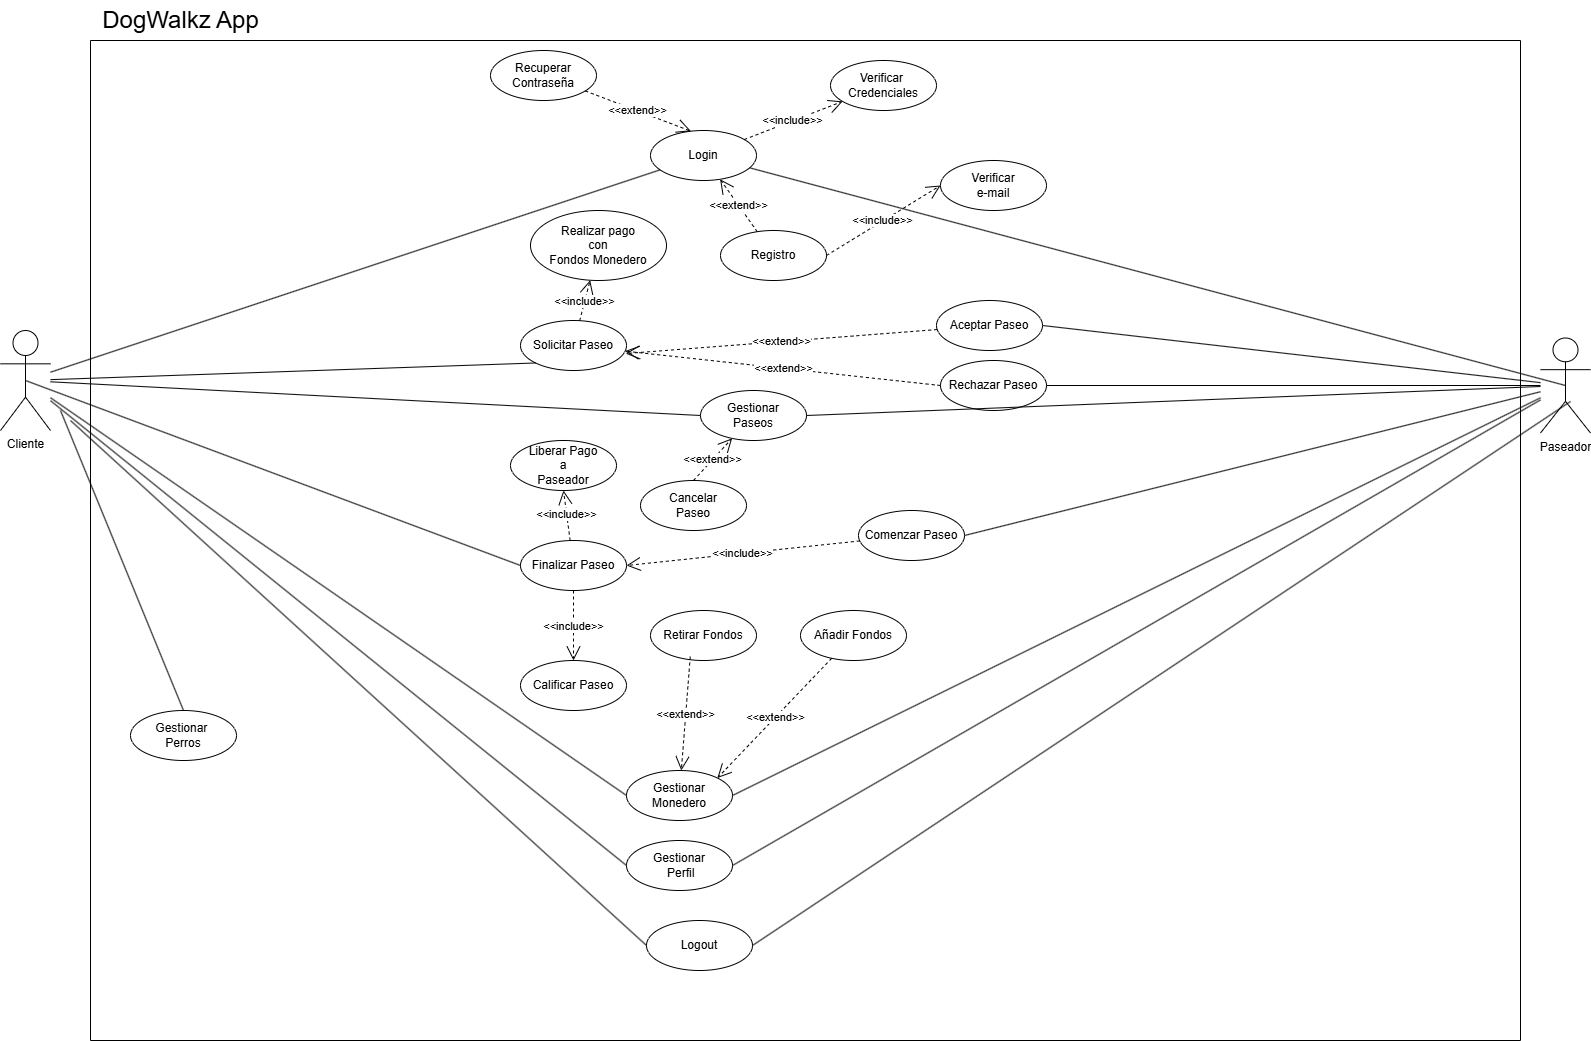 DogWalkz App
Recuperar
Contraseña
Verificar
Credenciales
<<extend>>
<<include>>
Login
Verificar
e-mail
<<extend>>
<<include>>
Realizar pago
con
Fondos Monedero
Registro
<<include>>
Solicitar Paseo
<<extend>>
Aceptar Paseo
<<extend>>
Rechazar Paseo
Cliente
Paseador
Gestionar
Paseos
<<extend>>
Liberar Pago
a
Paseador
Cancelar
Paseo
<<include>>
Comenzar Paseo
<<include>>
Finalizar Paseo
<<include>>
Retirar Fondos
Añadir Fondos
Calificar Paseo
<<extend>>
<<extend>>
Gestionar
Perros
Gestionar
Monedero
Gestionar
Perfil
Logout